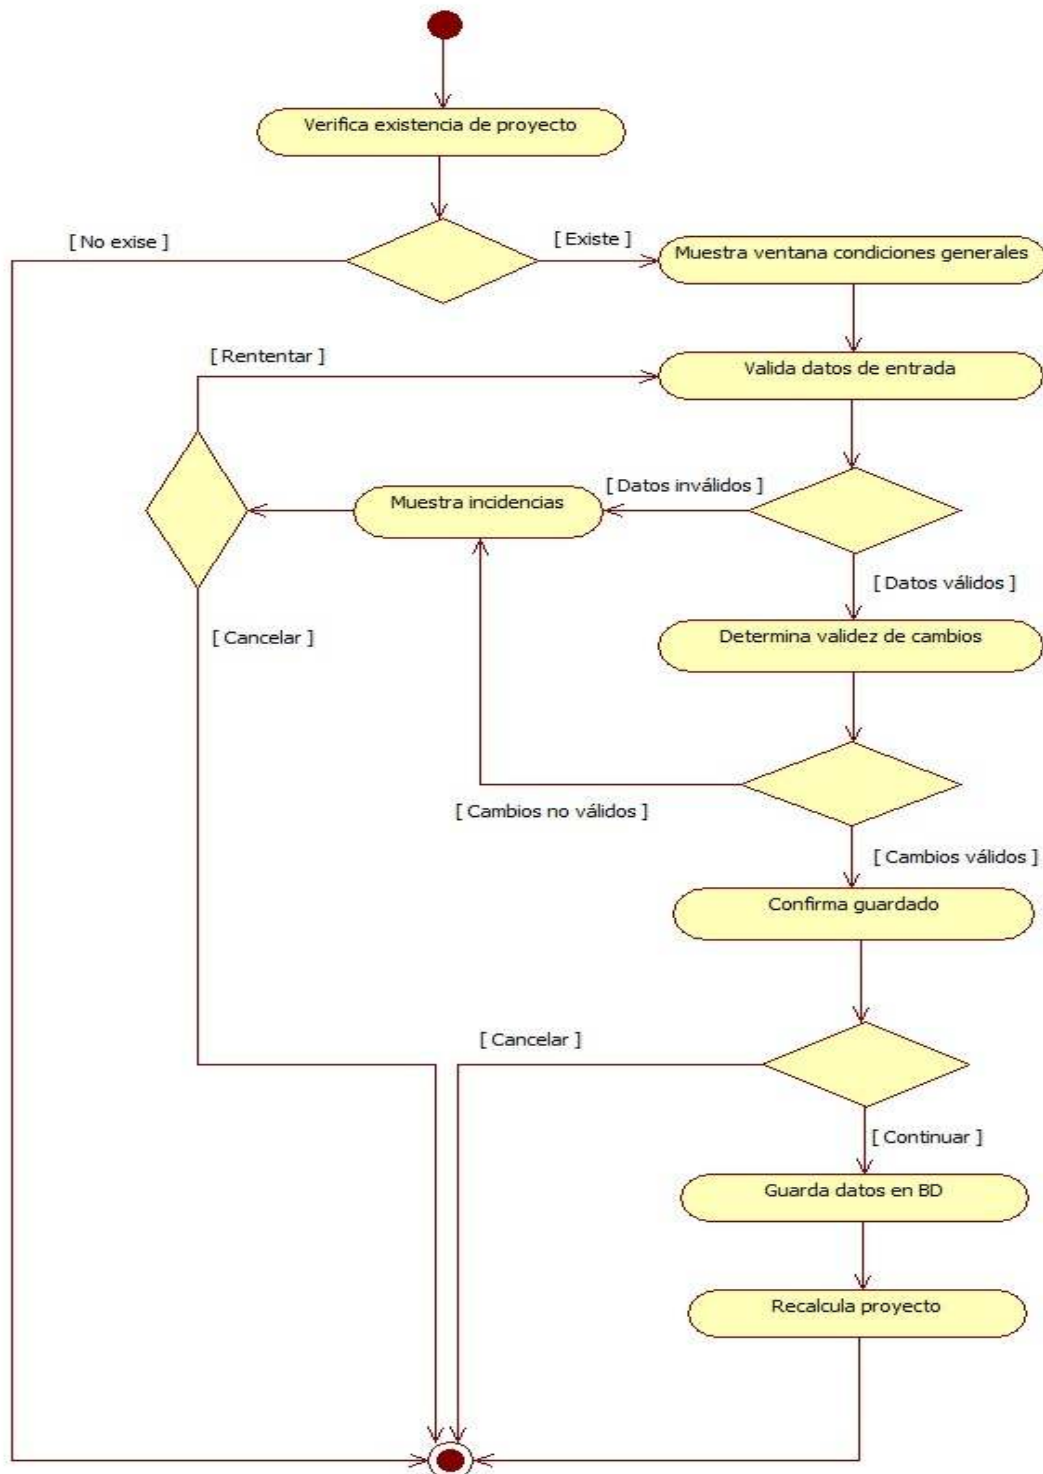 Verifica existencia de proyecto
[ No exise ]
[ Existe ]
Muestra ventana condiciones generales
[ Rententar ]
Valida datos de entrada
[ Datos inválidos ]
Muestra incidencias
[ Datos válidos ]
[ Cancelar ]
Determina validez de cambios
[ Cambios no válidos ]
[ Cambios válidos ]
Confirma guardado
[ Cancelar ]
[ Continuar ]
Guarda datos en BD
Recalcula proyecto